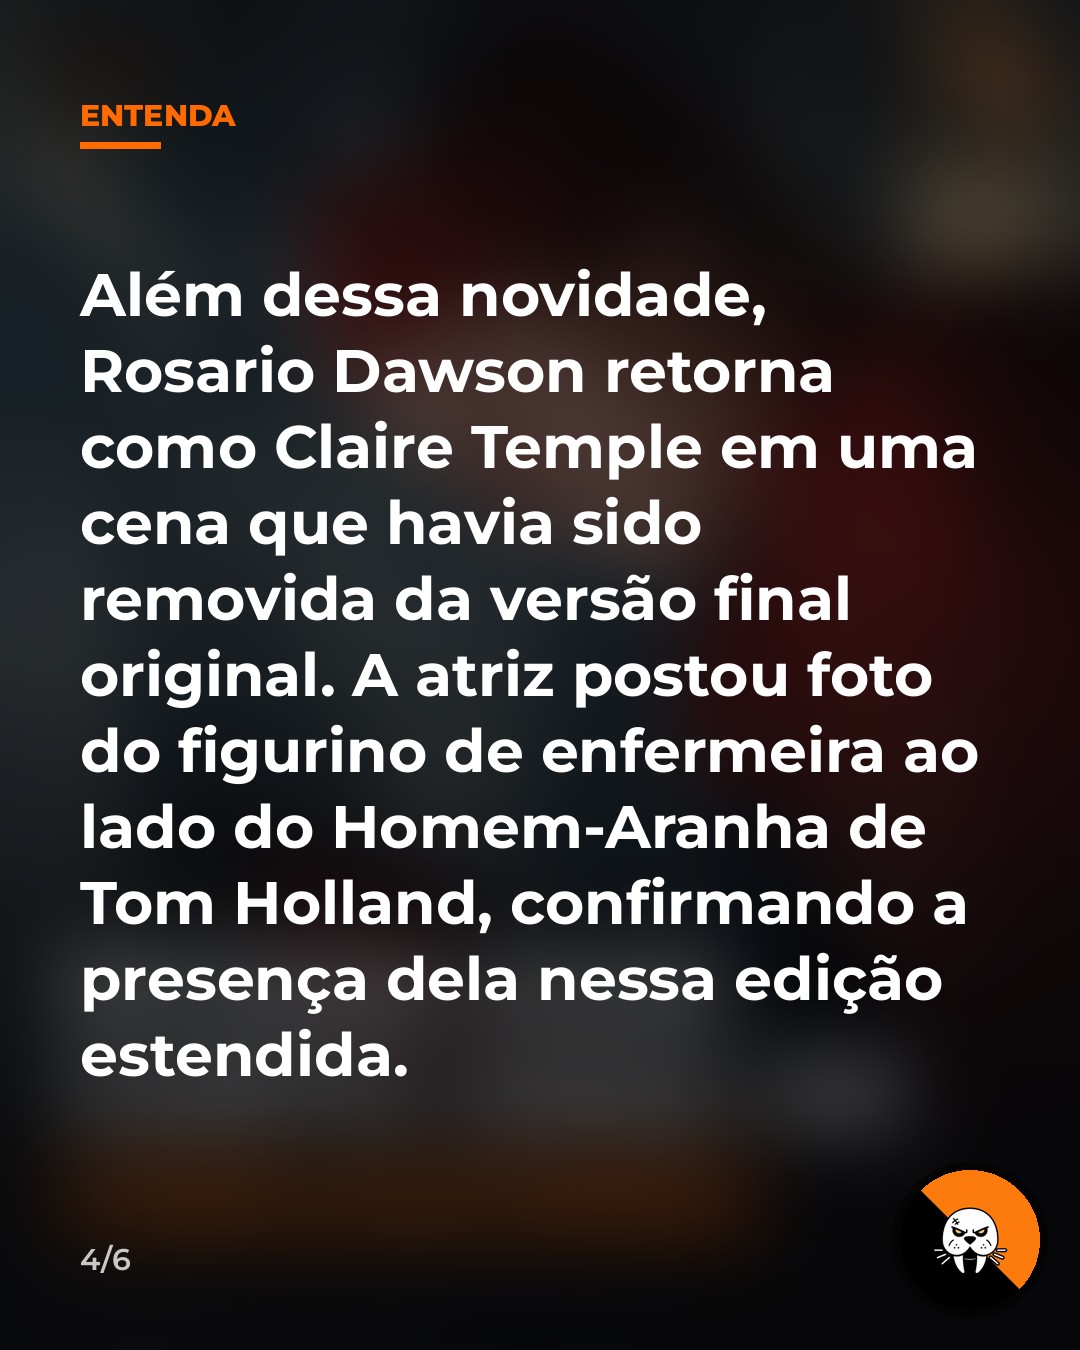 ENTENDA
Além dessa novidade,
Rosario Dawson retorna
como Claire Temple em uma
cena que havia sido
removida da versão final
original. A atriz postou foto
do figurino de enfermeira ao
lado do Homem-Aranha de
Tom Holland, confirmando a
presença dela nessa edição
estendida.
4/6